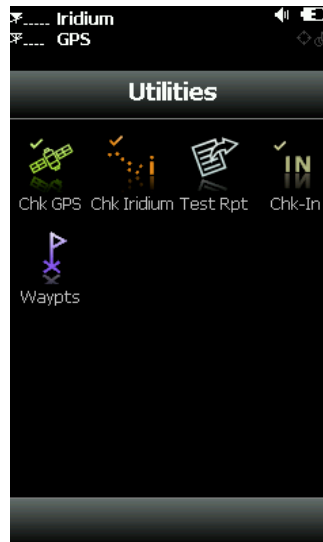 Iridium
GPS
Utilities
Chk GPS Chk Iridium Test Rpt Chk-In
Waypts